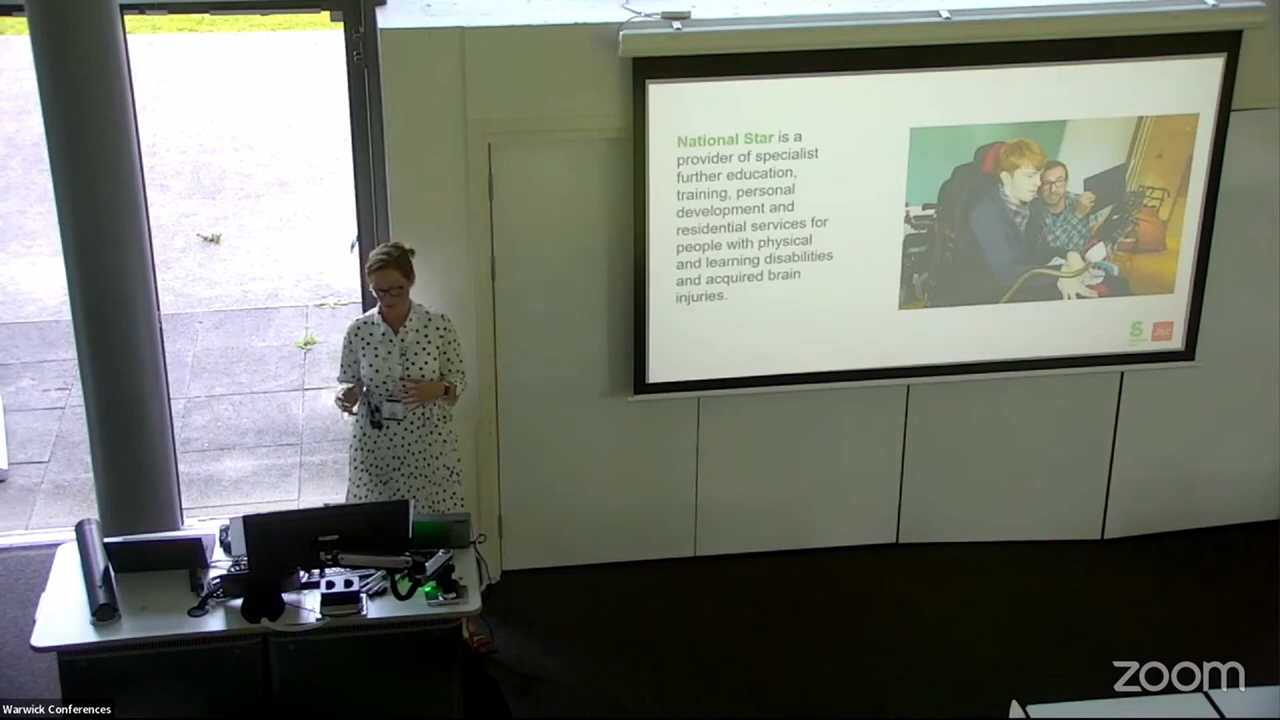 National Star is a
provider of specialist
further education,
training, personal
development and
residential services for
people with physical
and learning disabilities
and acquired brain
injuries.
S
Jisc
zoom
Warwick Conferences